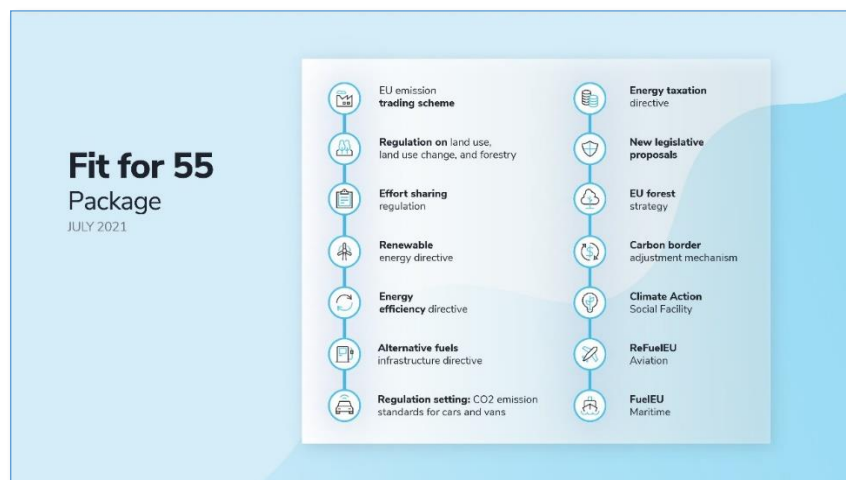 Fit for 55
Package
JULY 2021
EU emission
trading scheme
Regulation on land use,
land use change, and forestry
Effort sharing
regulation
Renewable
energy directive
Energy
efficiency directive
Alternative fuels
infrastructure directive
Regulation setting: CO2 emission
standards for cars and vans
Energy taxation
directive
New legislative
proposals
EU forest
strategy
Carbon border
adjustment mechanism
Climate Action
Social Facility
ReFuelEU
Aviation
FuelEU
Maritime